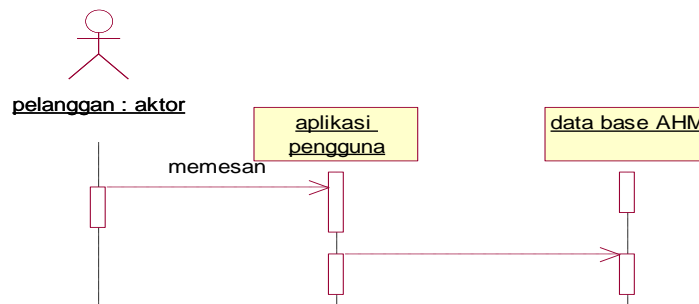 pelanggan : aktor
aplikasi
pengguna
data base AHM
memesan